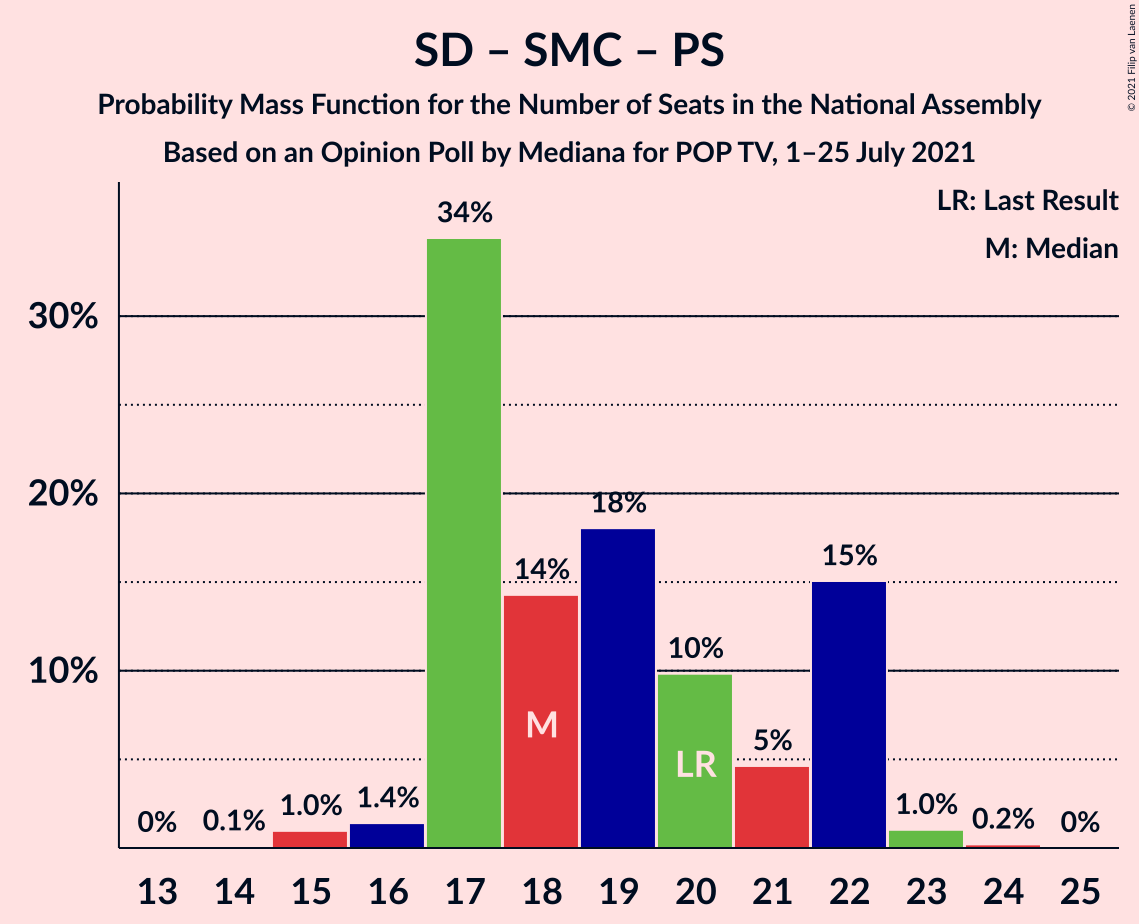 SD – SMC – PS
Probability Mass Function for the Number of Seats in the National Assembly
Based on an Opinion Poll by Mediana for POP TV, 1–25 July 2021
© 2021 Filip van Laenen
LR: Last Result
M: Median
34%
30%
20%
18%
15%
14%
10%
10%
M
LR
5%
0%
0.1%
1.0%
1.4%
1.0%
0.2%
0%
13 14 15 16 17 18 19 20 21 22 23 24 25